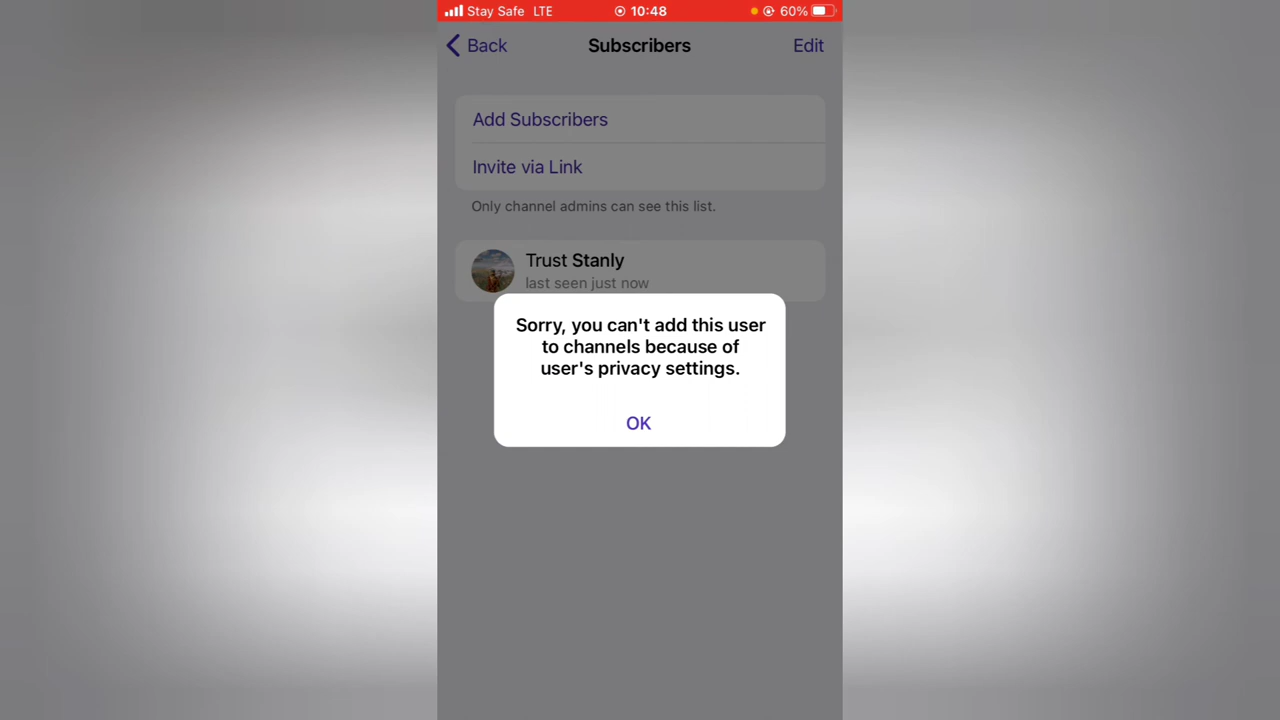 Stay Safe LTE 10:48 60%
Back Subscribers Edit
Add Subscribers
Invite via Link
Only channel admins can see this list.
Trust Stanly
last seen just now
Sorry, you can't add this user
to channels because of
user's privacy settings.
OK